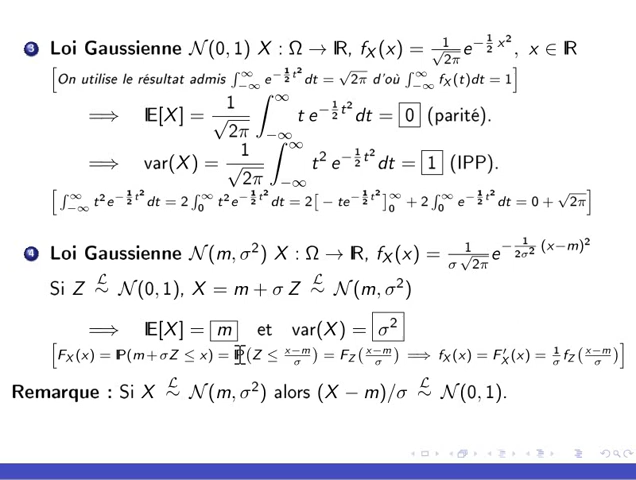 3 Loi Gaussienne 𝒩(0, 1) X : Ω → ℝ, f_X(x) = 1/√(2π) e^{−½ x²}, x ∈ ℝ
[On utilise le résultat admis ∫_{−∞}^{∞} e^{−½t²} dt = √(2π) d'où ∫_{−∞}^{∞} f_X(t)dt = 1]
⟹ 𝔼[X] = 1/√(2π) ∫_{−∞}^{∞} t e^{−½t²} dt = 0 (parité).
⟹ var(X) = 1/√(2π) ∫_{−∞}^{∞} t² e^{−½t²} dt = 1 (IPP).
[∫_{−∞}^{∞} t²e^{−½t²} dt = 2∫_0^∞ t²e^{−½t²} dt = 2[−te^{−½t²}]_0^∞ + 2∫_0^∞ e^{−½t²} dt = 0 + √(2π)]
4 Loi Gaussienne 𝒩(m, σ²) X : Ω → ℝ, f_X(x) = 1/(σ√(2π)) e^{−1/(2σ²) (x−m)²}
Si Z ~^ℒ 𝒩(0, 1), X = m + σ Z ~^ℒ 𝒩(m, σ²)
⟹ 𝔼[X] = m et var(X) = σ²
[F_X(x) = ℙ(m+σZ ≤ x) = ℙ(Z ≤ (x−m)/σ) = F_Z((x−m)/σ) ⟹ f_X(x) = F′_X(x) = 1/σ f_Z((x−m)/σ)]
Remarque : Si X ~^ℒ 𝒩(m, σ²) alors (X − m)/σ ~^ℒ 𝒩(0, 1).